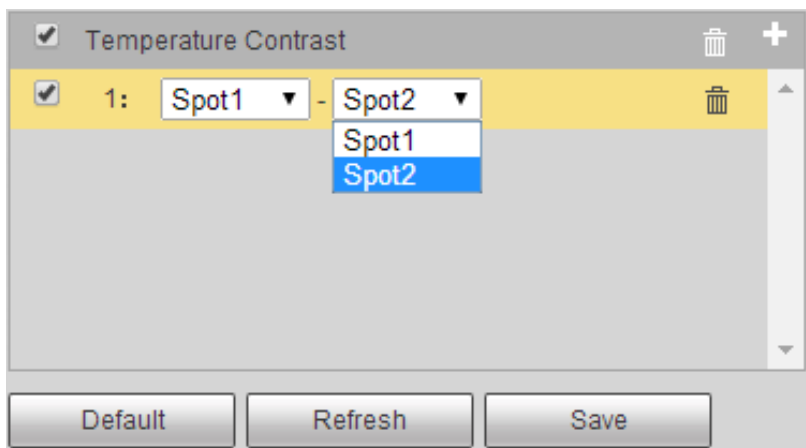 Temperature Contrast
1: Spot1 - Spot2
Spot1
Spot2
Default Refresh Save